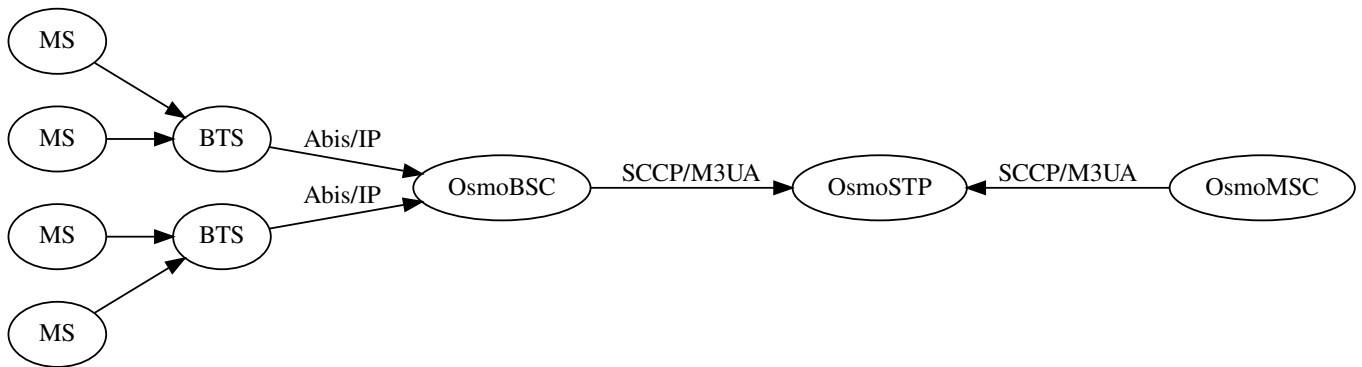 MS
MS
BTS
Abis/IP
OsmoBSC
SCCP/M3UA
OsmoSTP
SCCP/M3UA
OsmoMSC
Abis/IP
MS
BTS
MS